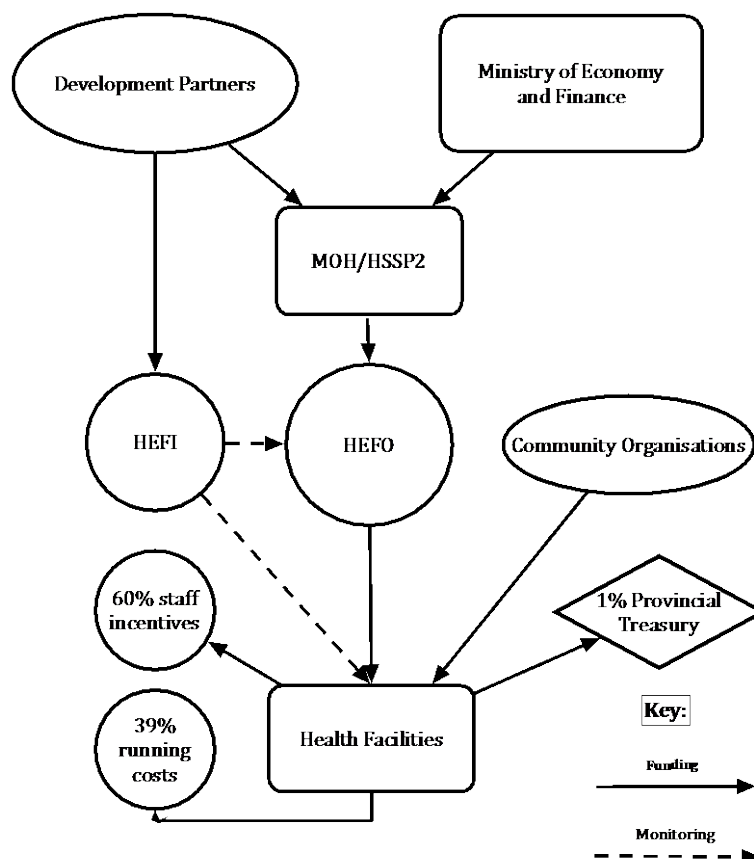 Development Partners
Ministry of Economy
and Finance
MOH/HSSP2
HEFI
HEFO
Community Organisations
60% staff
incentives
1% Provincial
Treasury
39%
running
costs
Health Facilities
Key:
Funding
Monitoring